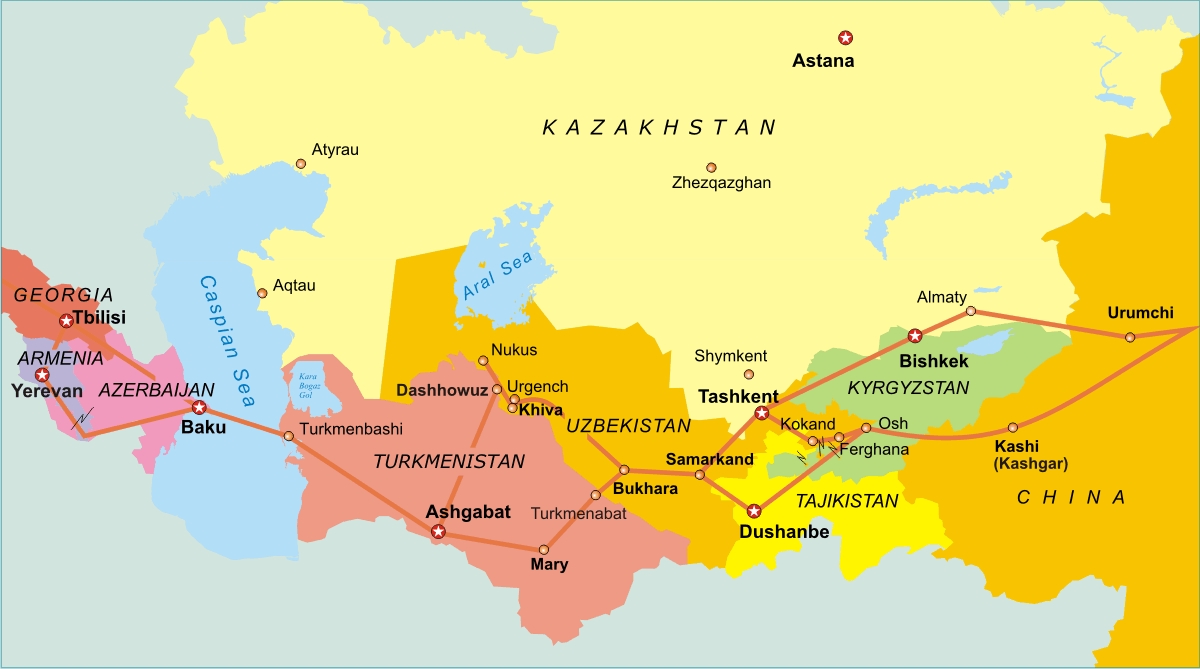 Astana
KAZAKHSTAN
Atyrau
Zhezqazghan
Aral Sea
Caspian Sea
Aqtau
GEORGIA
Tbilisi
Almaty
Urumchi
ARMENIA
Yerevan
AZERBAIJAN
Baku
Kara
Bogaz
Gol
Nukus
Shymkent
Bishkek
KYRGYZSTAN
Dashhowuz
Urgench
Khiva
Tashkent
Turkmenbashi
UZBEKISTAN
Kokand
Osh
Ferghana
Kashi
(Kashgar)
TURKMENISTAN
Samarkand
Bukhara
CHINA
TAJIKISTAN
Ashgabat
Turkmenabat
Dushanbe
Mary